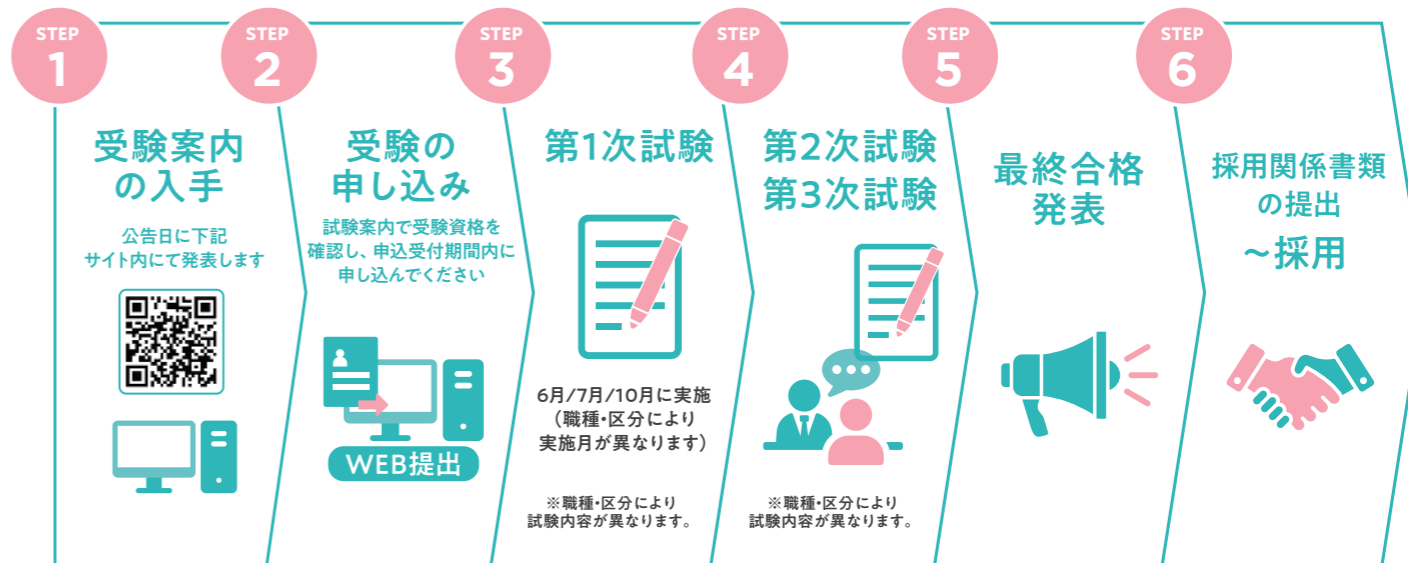 STEP
1
受験案内
の入手
公告日に下記
サイト内にて発表します
STEP
2
受験の
申し込み
試験案内で受験資格を
確認し、申込受付期間内に
申し込んでください
WEB提出
STEP
3
第1次試験
6月/7月/10月に実施
（職種・区分により
実施月が異なります）
※職種・区分により
試験内容が異なります。
STEP
4
第2次試験
第3次試験
※職種・区分により
試験内容が異なります。
STEP
5
最終合格
発表
STEP
6
採用関係書類
の提出
～採用